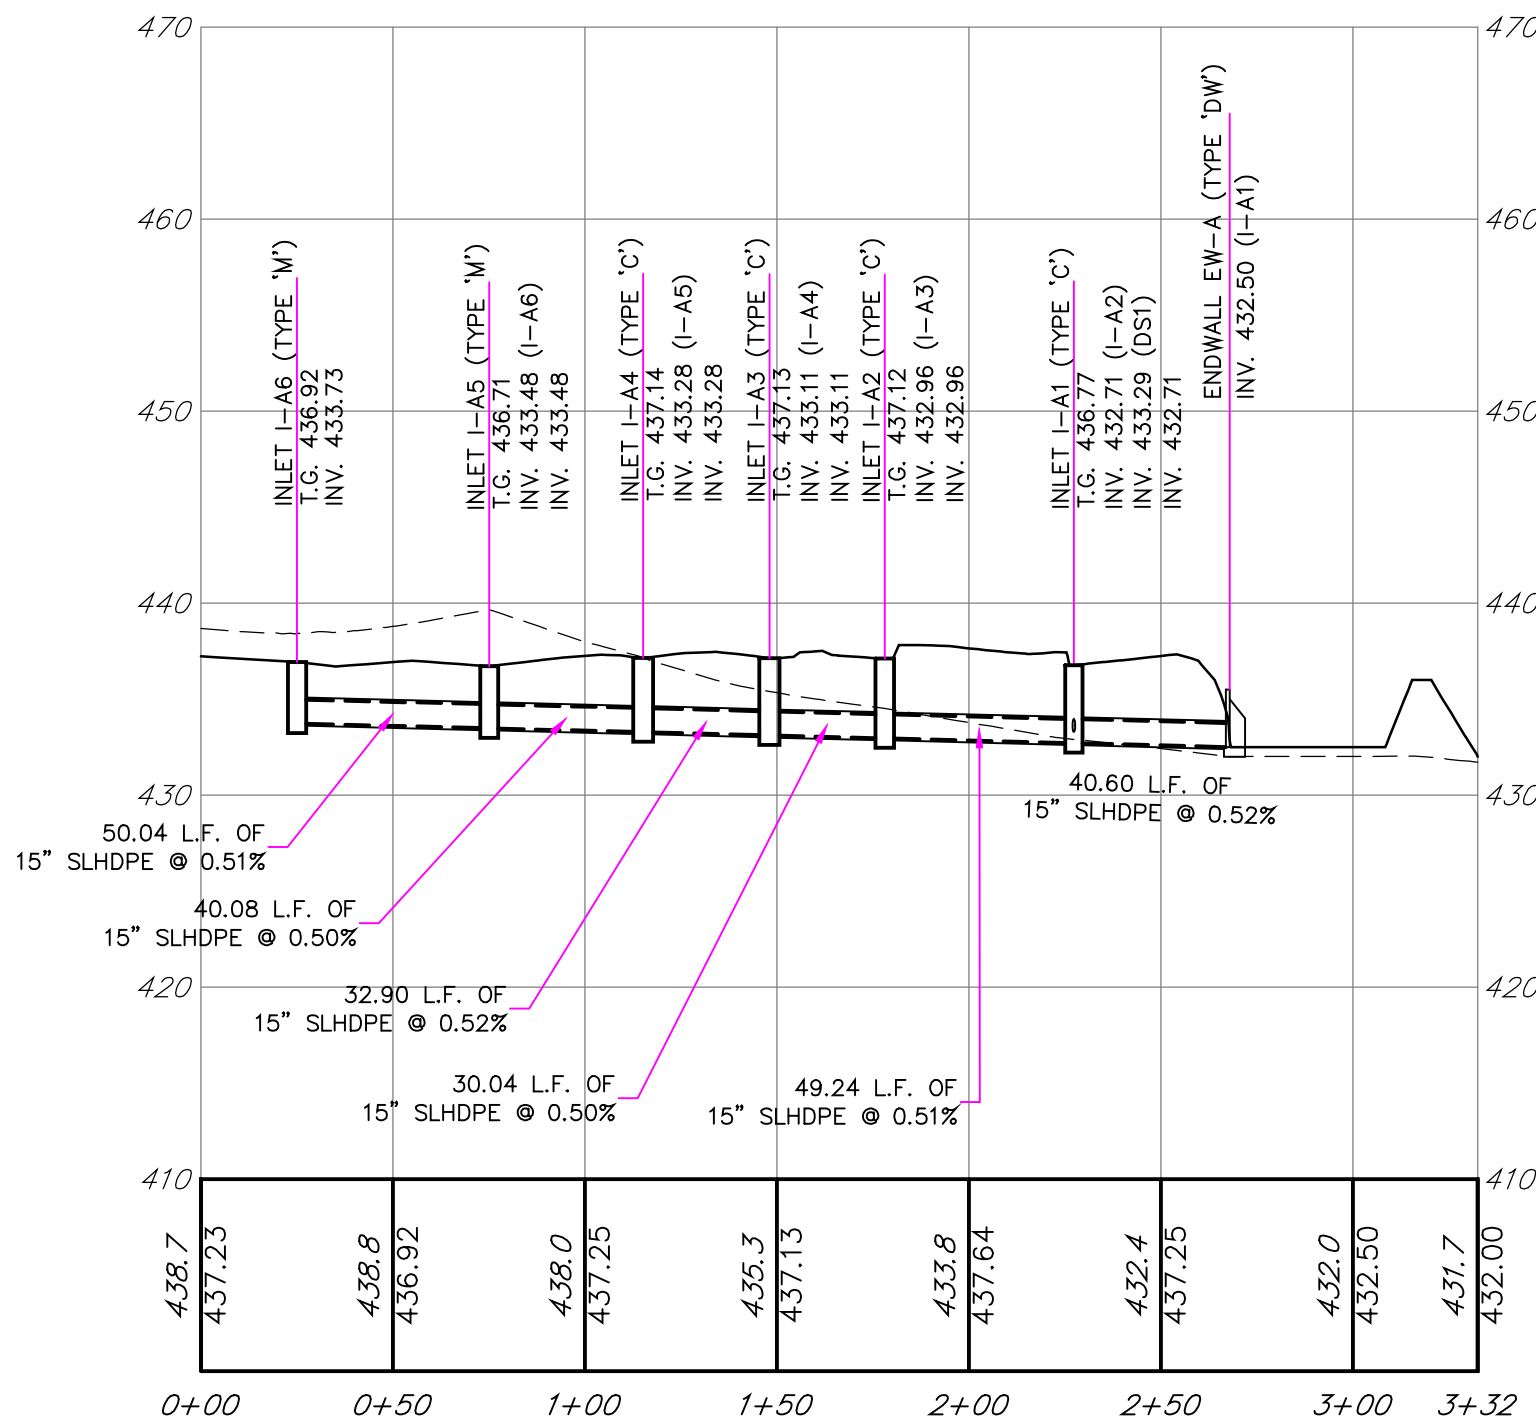 470
470
460
460
450
450
440
440
430
430
420
420
410
410
INLET I-A6 (TYPE 'M')
T.G. 436.92
INV. 433.73
INLET I-A5 (TYPE 'M')
T.G. 436.71
INV. 433.48 (I-A6)
INV. 433.48
INLET I-A4 (TYPE 'C')
T.G. 437.14
INV. 433.28 (I-A5)
INV. 433.28
INLET I-A3 (TYPE 'C')
T.G. 437.13
INV. 433.11 (I-A4)
INV. 433.11
INLET I-A2 (TYPE 'C')
T.G. 437.12
INV. 432.96 (I-A3)
INV. 432.96
INLET I-A1 (TYPE 'C')
T.G. 436.77
INV. 432.71 (I-A2)
INV. 433.29 (DS1)
INV. 432.71
ENDWALL EW-A (TYPE 'DW')
INV. 432.50 (I-A1)
40.60 L.F. OF
15" SLHDPE @ 0.52%
50.04 L.F. OF
15" SLHDPE @ 0.51%
40.08 L.F. OF
15" SLHDPE @ 0.50%
32.90 L.F. OF
15" SLHDPE @ 0.52%
30.04 L.F. OF
15" SLHDPE @ 0.50%
49.24 L.F. OF
15" SLHDPE @ 0.51%
438.7
437.23
438.8
436.92
438.0
437.25
435.3
437.13
433.8
437.64
432.4
437.25
432.0
432.50
431.7
432.00
0+00
0+50
1+00
1+50
2+00
2+50
3+00
3+32